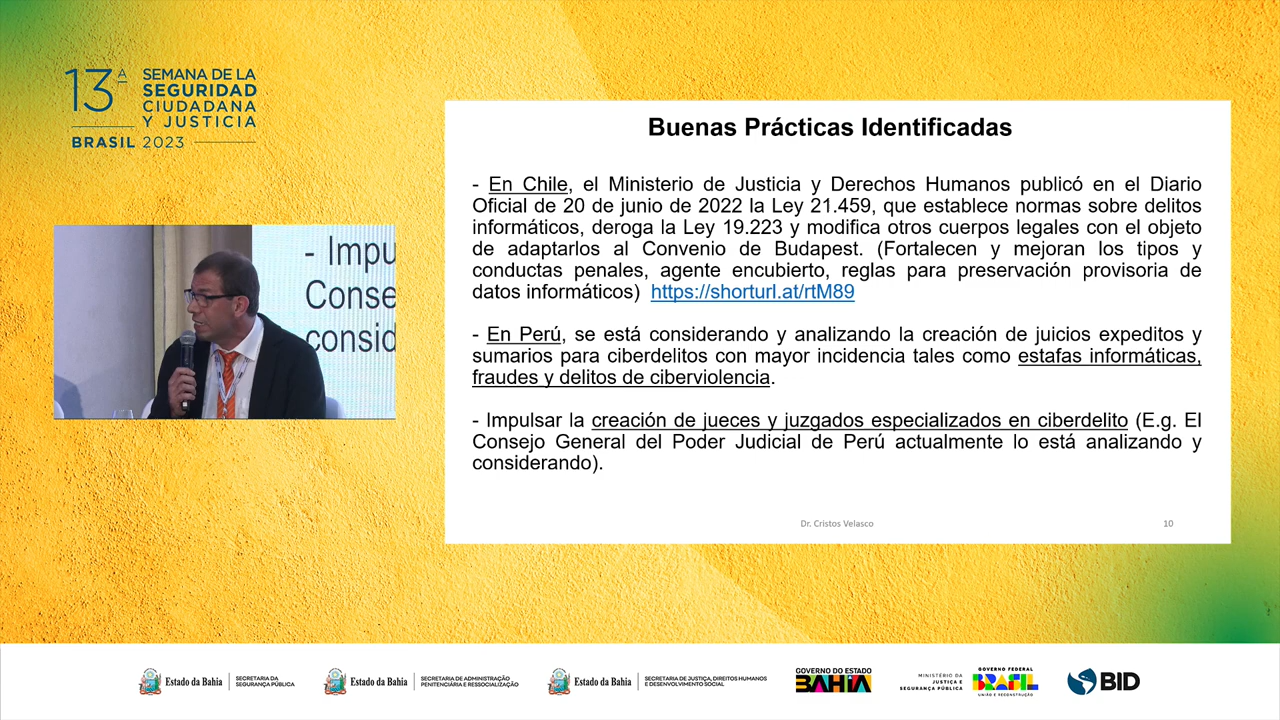 13ª
SEMANA DE LA
SEGURIDAD
CIUDADANA
Y JUSTICIA
BRASIL 2023
- Impu
Conse
consid
Buenas Prácticas Identificadas
- En Chile, el Ministerio de Justicia y Derechos Humanos publicó en el Diario
Oficial de 20 de junio de 2022 la Ley 21.459, que establece normas sobre delitos
informáticos, deroga la Ley 19.223 y modifica otros cuerpos legales con el objeto
de adaptarlos al Convenio de Budapest. (Fortalecen y mejoran los tipos y
conductas penales, agente encubierto, reglas para preservación provisoria de
datos informáticos) https://shorturl.at/rtM89
- En Perú, se está considerando y analizando la creación de juicios expeditos y
sumarios para ciberdelitos con mayor incidencia tales como estafas informáticas,
fraudes y delitos de ciberviolencia.
- Impulsar la creación de jueces y juzgados especializados en ciberdelito (E.g. El
Consejo General del Poder Judicial de Perú actualmente lo está analizando y
considerando).
Dr. Cristos Velasco
10
Estado da Bahia
SECRETARIA DA
SEGURANÇA PÚBLICA
Estado da Bahia
SECRETARIA DE ADMINISTRAÇÃO
PENITENCIÁRIA E RESSOCIALIZAÇÃO
Estado da Bahia
SECRETARIA DE JUSTIÇA, DIREITOS HUMANOS
E DESENVOLVIMENTO SOCIAL
GOVERNO DO ESTADO
BAHIA
MINISTÉRIO DA
JUSTIÇA E
SEGURANÇA PÚBLICA
GOVERNO FEDERAL
BRASIL
UNIÃO E RECONSTRUÇÃO
BID